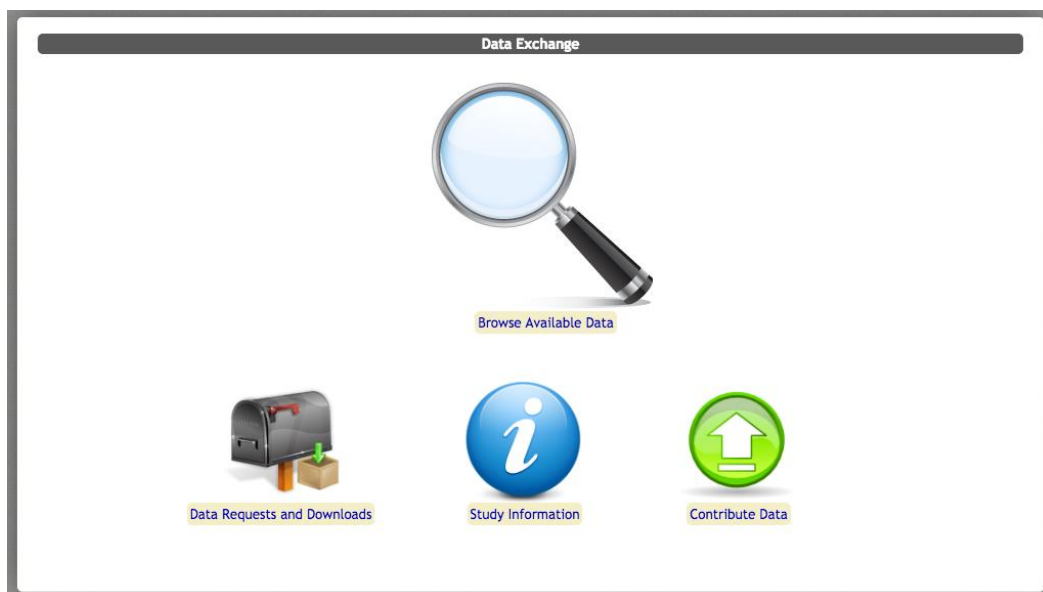 Data Exchange
Browse Available Data
Data Requests and Downloads
Study Information
Contribute Data